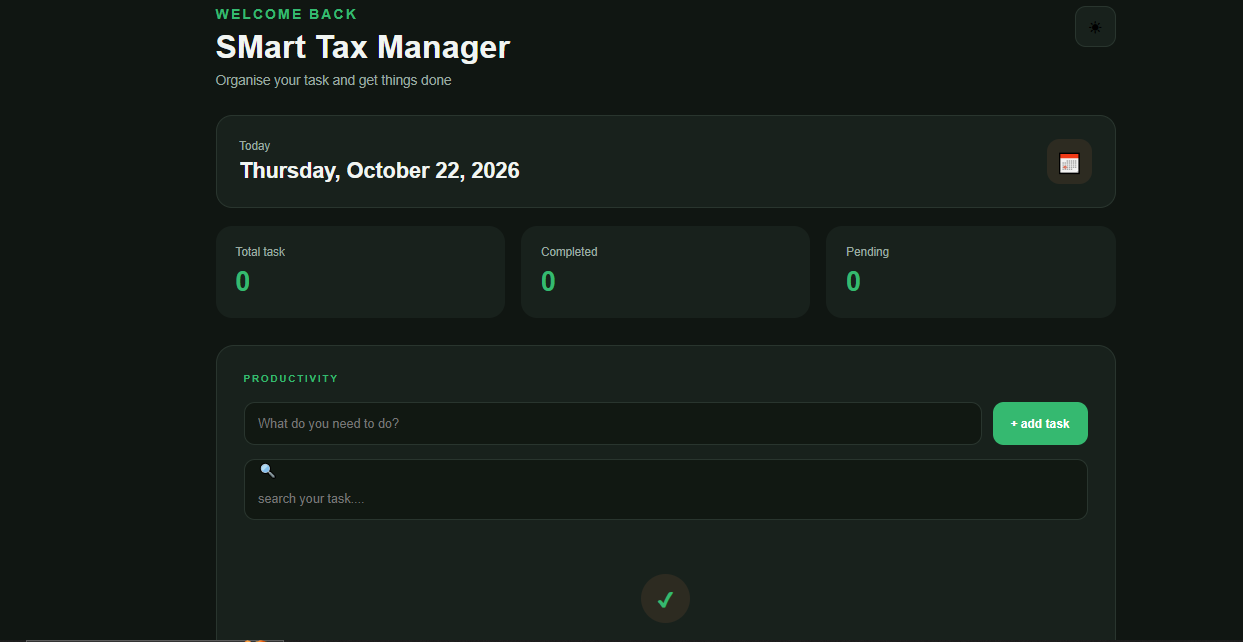 WELCOME BACK
SMart Tax Manager
Organise your task and get things done
Today
Thursday, October 22, 2026
Total task
0
Completed
0
Pending
0
PRODUCTIVITY
What do you need to do?
+ add task
search your task....